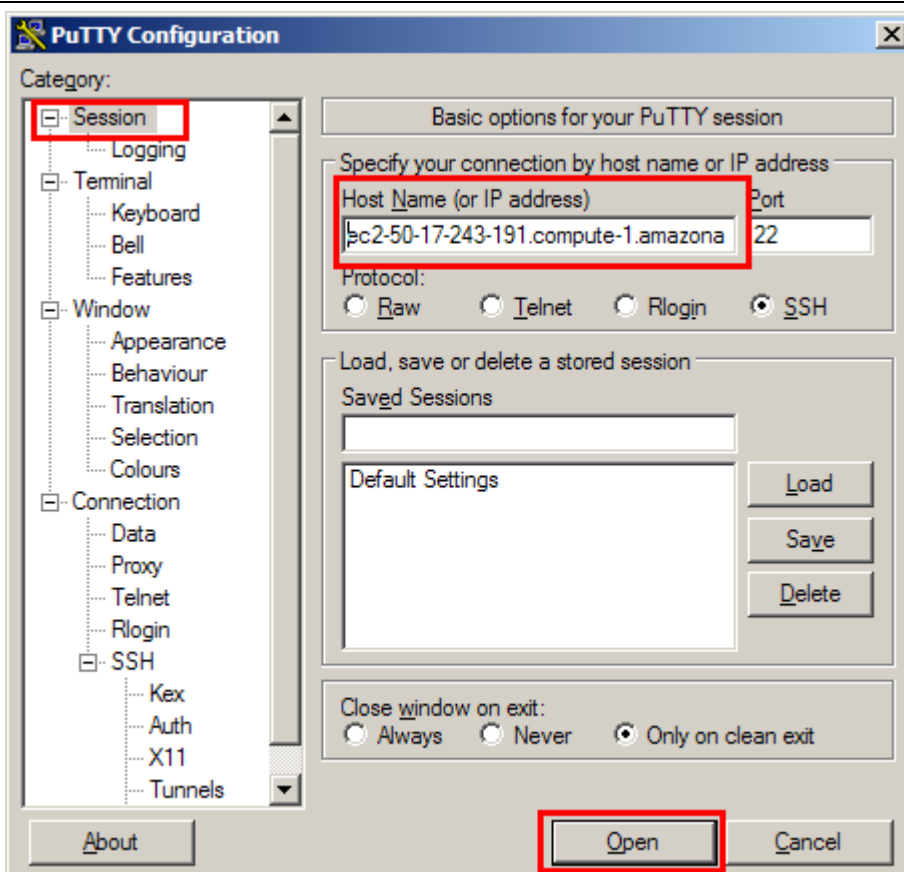 PuTTY Configuration
Category:
Session
Logging
Terminal
Keyboard
Bell
Features
Window
Appearance
Behaviour
Translation
Selection
Colours
Connection
Data
Proxy
Telnet
Rlogin
SSH
Kex
Auth
X11
Tunnels
Basic options for your PuTTY session
Specify your connection by host name or IP address
Host Name (or IP address) Port
ec2-50-17-243-191.compute-1.amazona 22
Protocol:
Raw Telnet Rlogin SSH
Load, save or delete a stored session
Saved Sessions
Default Settings
Load
Save
Delete
Close window on exit:
Always Never Only on clean exit
About Open Cancel